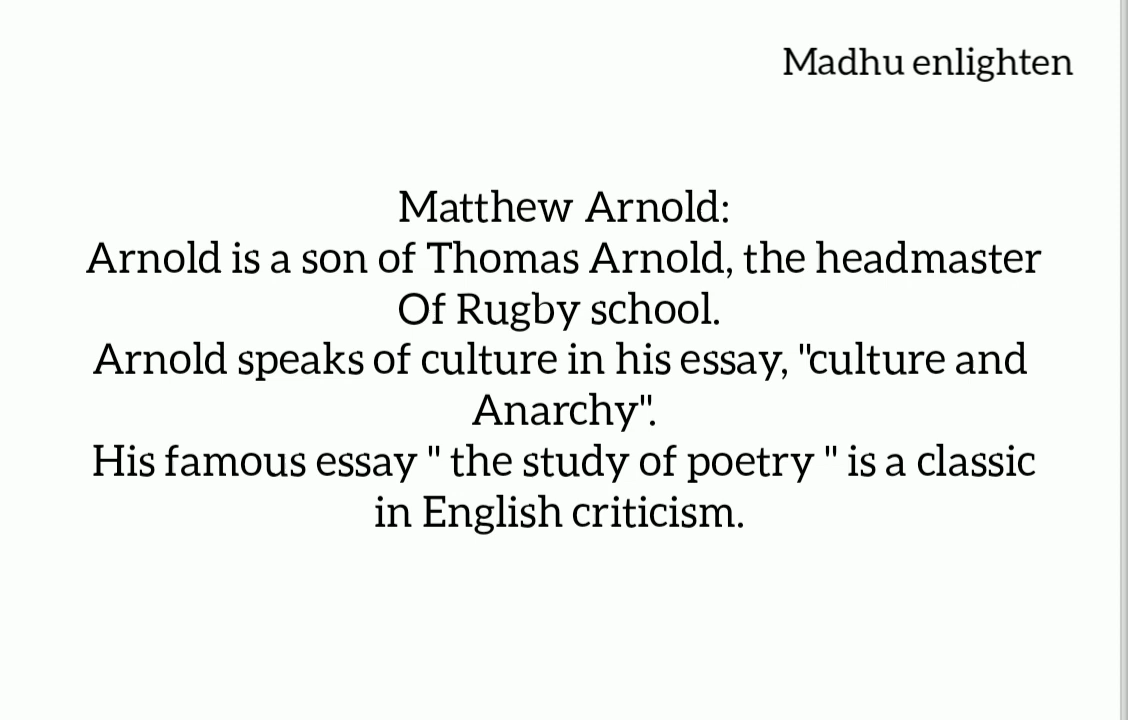 Madhu enlighten
Matthew Arnold:
Arnold is a son of Thomas Arnold, the headmaster
Of Rugby school.
Arnold speaks of culture in his essay, "culture and
Anarchy".
His famous essay " the study of poetry " is a classic
in English criticism.